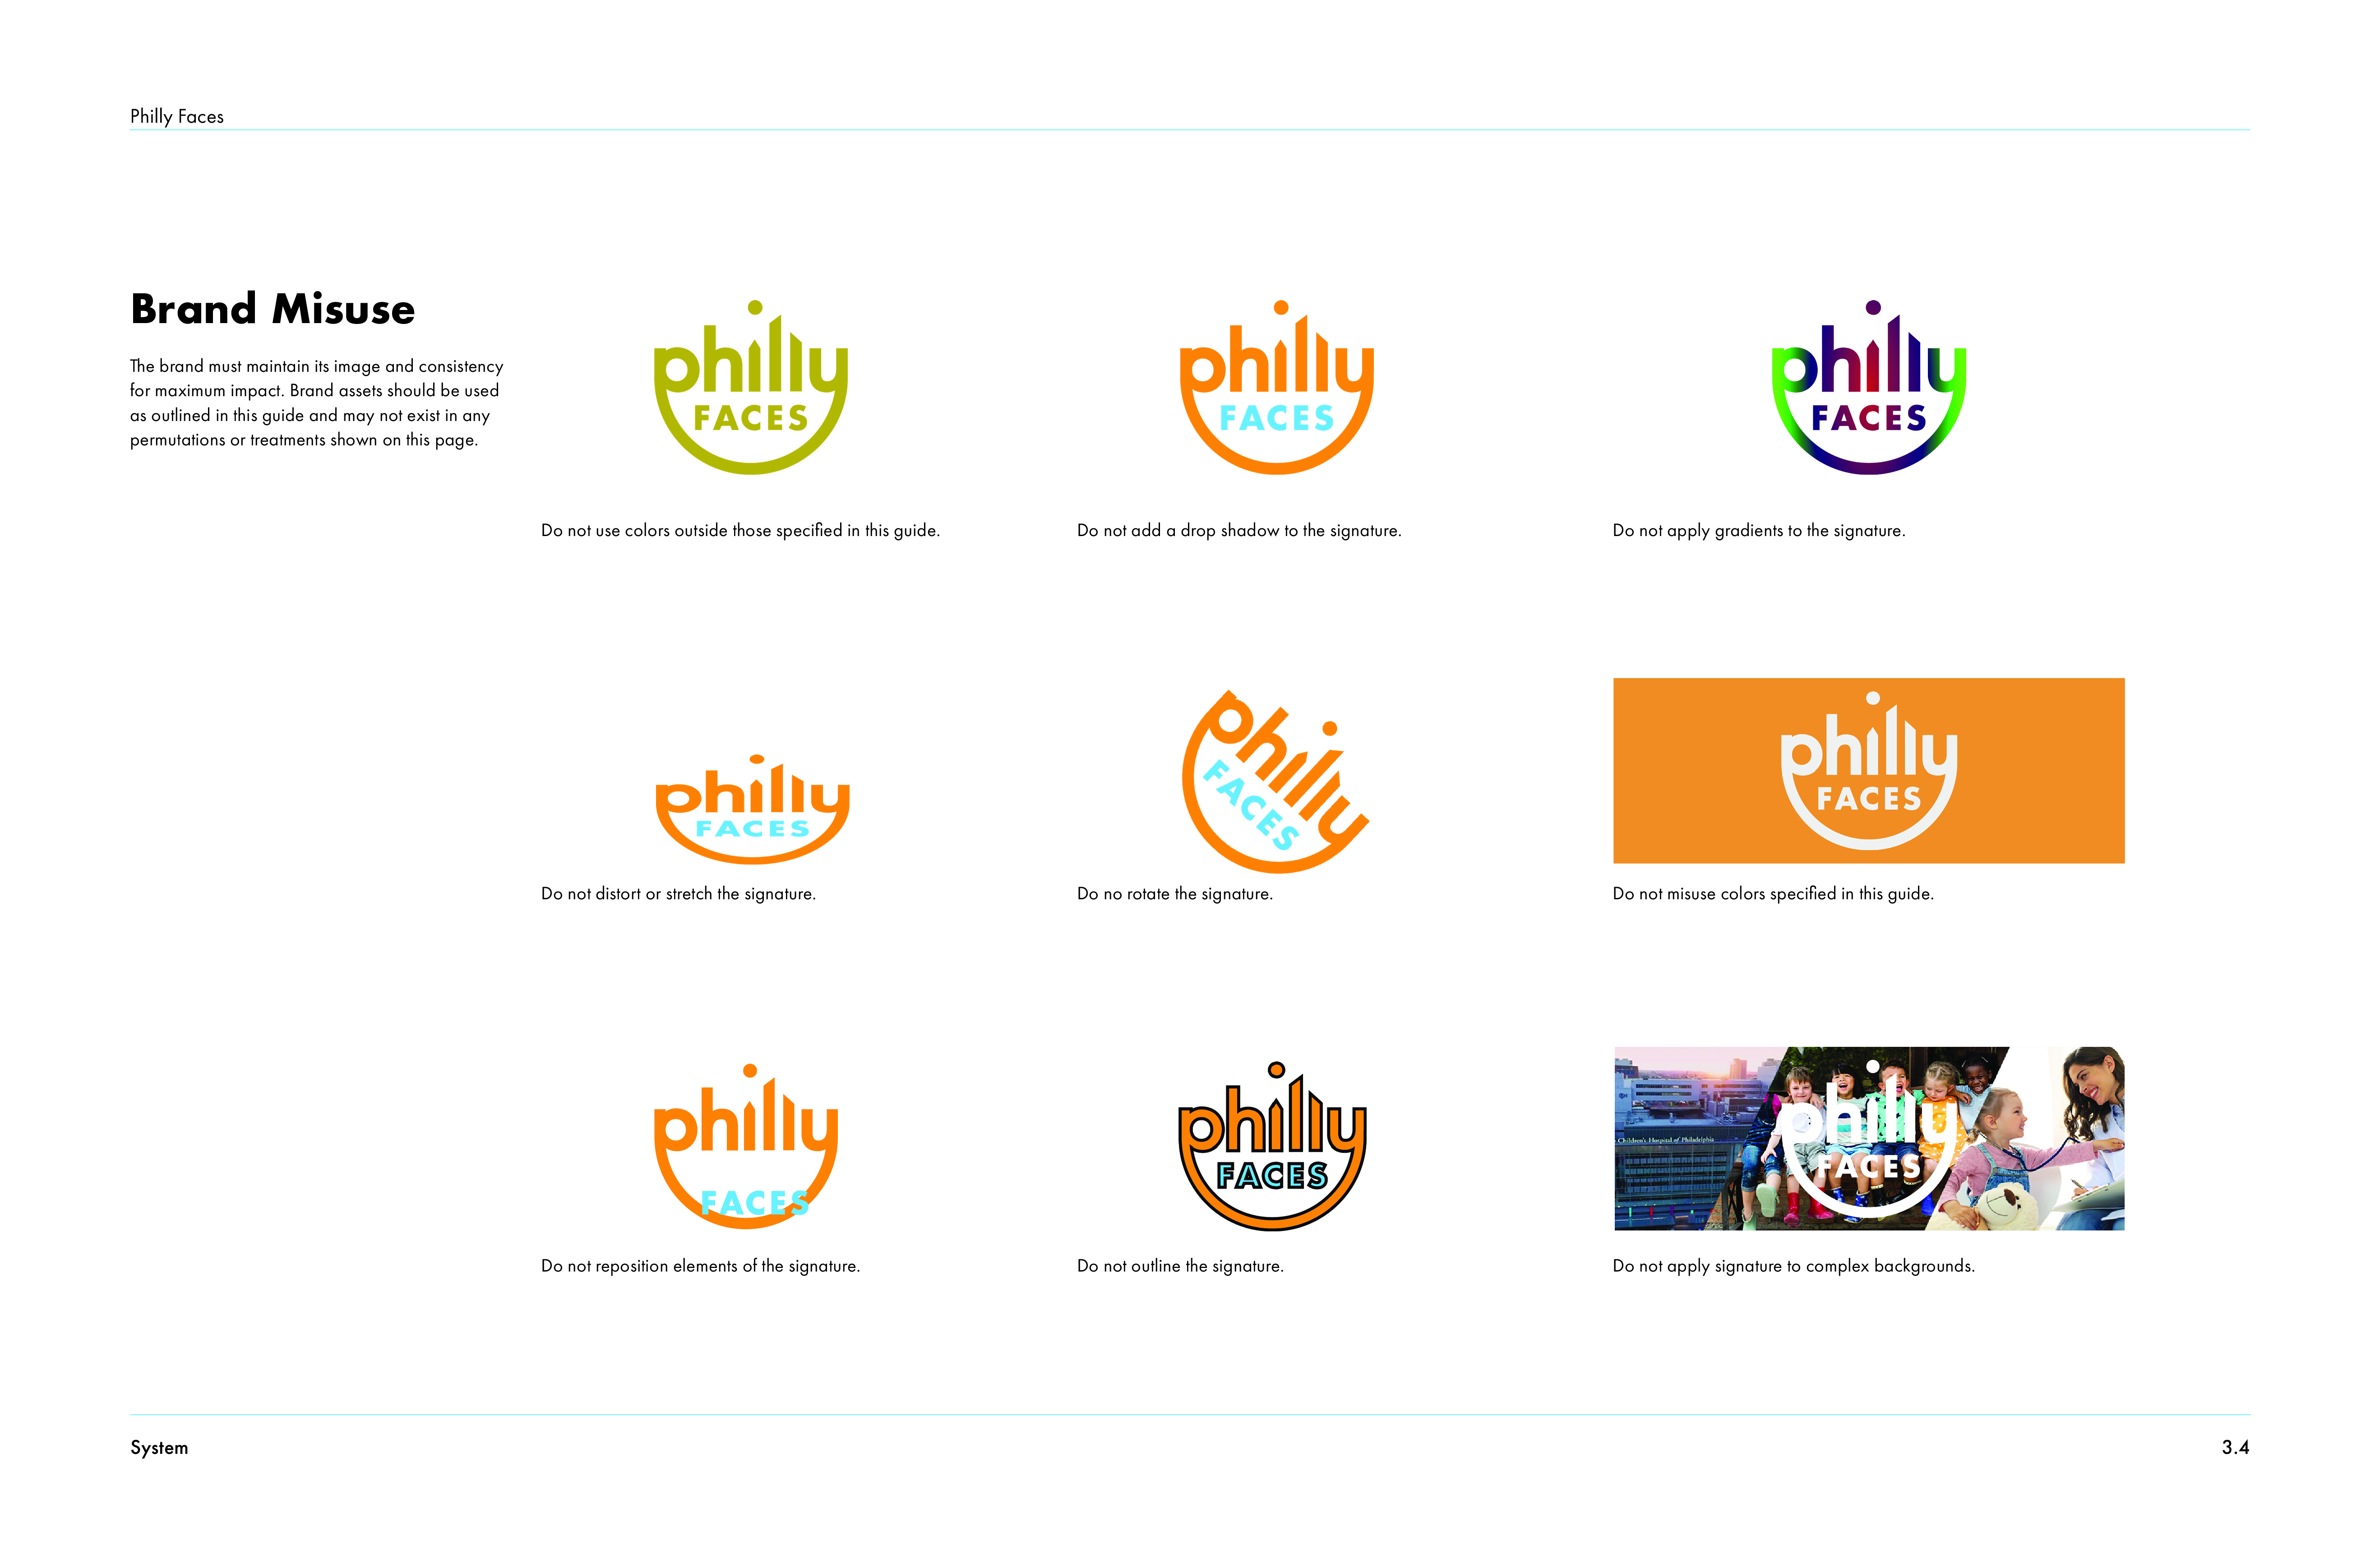 Philly Faces
Brand Misuse
The brand must maintain its image and consistency
for maximum impact. Brand assets should be used
as outlined in this guide and may not exist in any
permutations or treatments shown on this page.
philly
FACES
Do not use colors outside those specified in this guide.
philly
FACES
Do not add a drop shadow to the signature.
philly
FACES
Do not apply gradients to the signature.
philly
FACES
Do not distort or stretch the signature.
philly
FACES
Do no rotate the signature.
philly
FACES
Do not misuse colors specified in this guide.
philly
FACES
Do not reposition elements of the signature.
philly
FACES
Do not outline the signature.
Children's Hospital of Philadelphia
philly
FACES
Do not apply signature to complex backgrounds.
System
3.4